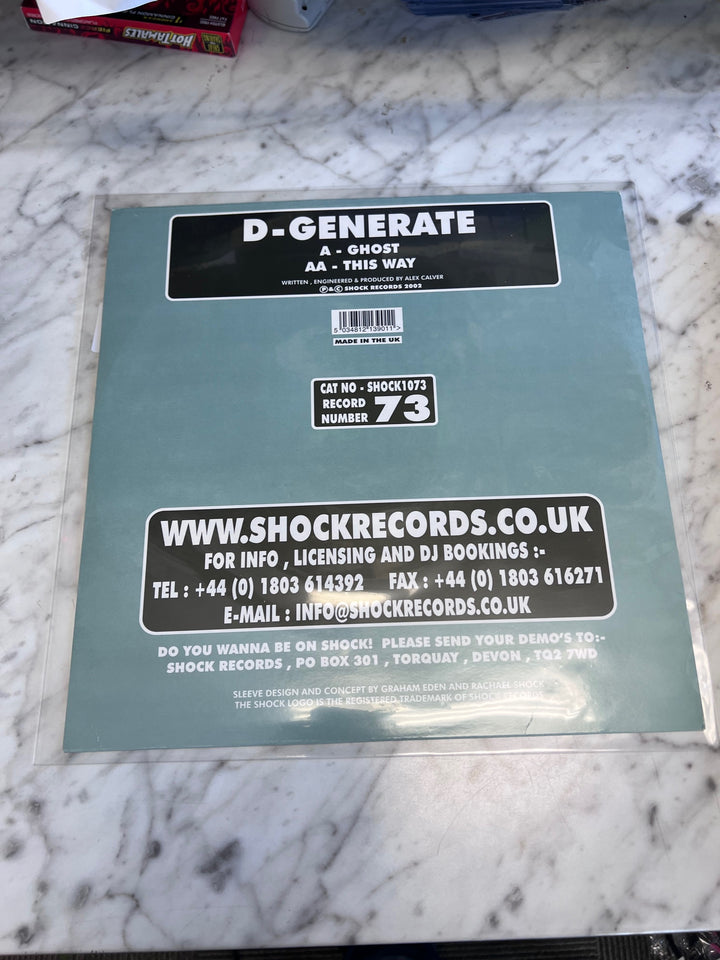 HOT TAMALES
D-GENERATE
A - GHOST
AA - THIS WAY
WRITTEN , ENGINEERED & PRODUCED BY ALEX CALVER
Ⓟ & © SHOCK RECORDS 2002
5 034812 139011 >
MADE IN THE UK
CAT NO - SHOCK1073
RECORD NUMBER 73
WWW.SHOCKRECORDS.CO.UK
FOR INFO , LICENSING AND DJ BOOKINGS :-
TEL : +44 (0) 1803 614392 FAX : +44 (0) 1803 616271
E-MAIL : INFO@SHOCKRECORDS.CO.UK
DO YOU WANNA BE ON SHOCK! PLEASE SEND YOUR DEMO'S TO:-
SHOCK RECORDS , PO BOX 301 , TORQUAY , DEVON , TQ2 7WD
SLEEVE DESIGN AND CONCEPT BY GRAHAM EDEN AND RACHAEL SHOCK
THE SHOCK LOGO IS THE REGISTERED TRADEMARK OF SHOCK RECORDS